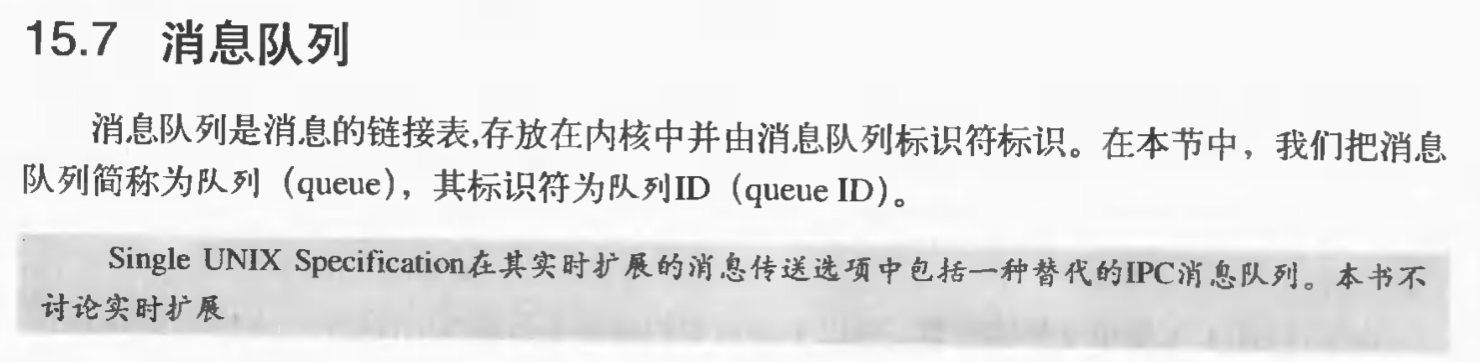 15.7 消息队列
消息队列是消息的链接表,存放在内核中并由消息队列标识符标识。在本节中，我们把消息
队列简称为队列（queue），其标识符为队列ID（queue ID）。
Single UNIX Specification在其实时扩展的消息传送选项中包括一种替代的IPC消息队列。本书不
讨论实时扩展